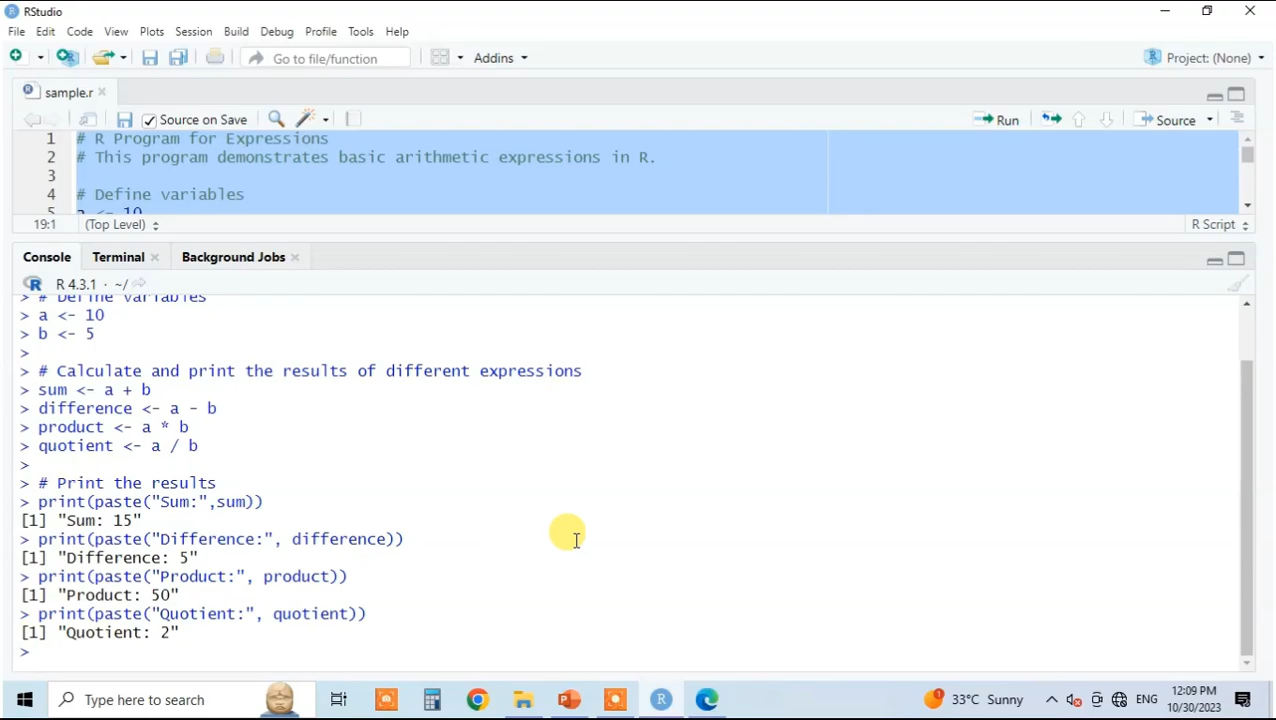 RStudio
File Edit Code View Plots Session Build Debug Profile Tools Help
Go to file/function Addins Project: (None)
sample.r
Source on Save Run Source
1 # R Program for Expressions
2 # This program demonstrates basic arithmetic expressions in R.
3
4 # Define variables
5 a <- 10
19:1 (Top Level) R Script
Console Terminal Background Jobs
R 4.3.1 · ~/
> # Define variables
> a <- 10
> b <- 5
>
> # Calculate and print the results of different expressions
> sum <- a + b
> difference <- a - b
> product <- a * b
> quotient <- a / b
>
> # Print the results
> print(paste("Sum:",sum))
[1] "Sum: 15"
> print(paste("Difference:", difference))
[1] "Difference: 5"
> print(paste("Product:", product))
[1] "Product: 50"
> print(paste("Quotient:", quotient))
[1] "Quotient: 2"
>
Type here to search 33°C Sunny ENG 12:09 PM
10/30/2023